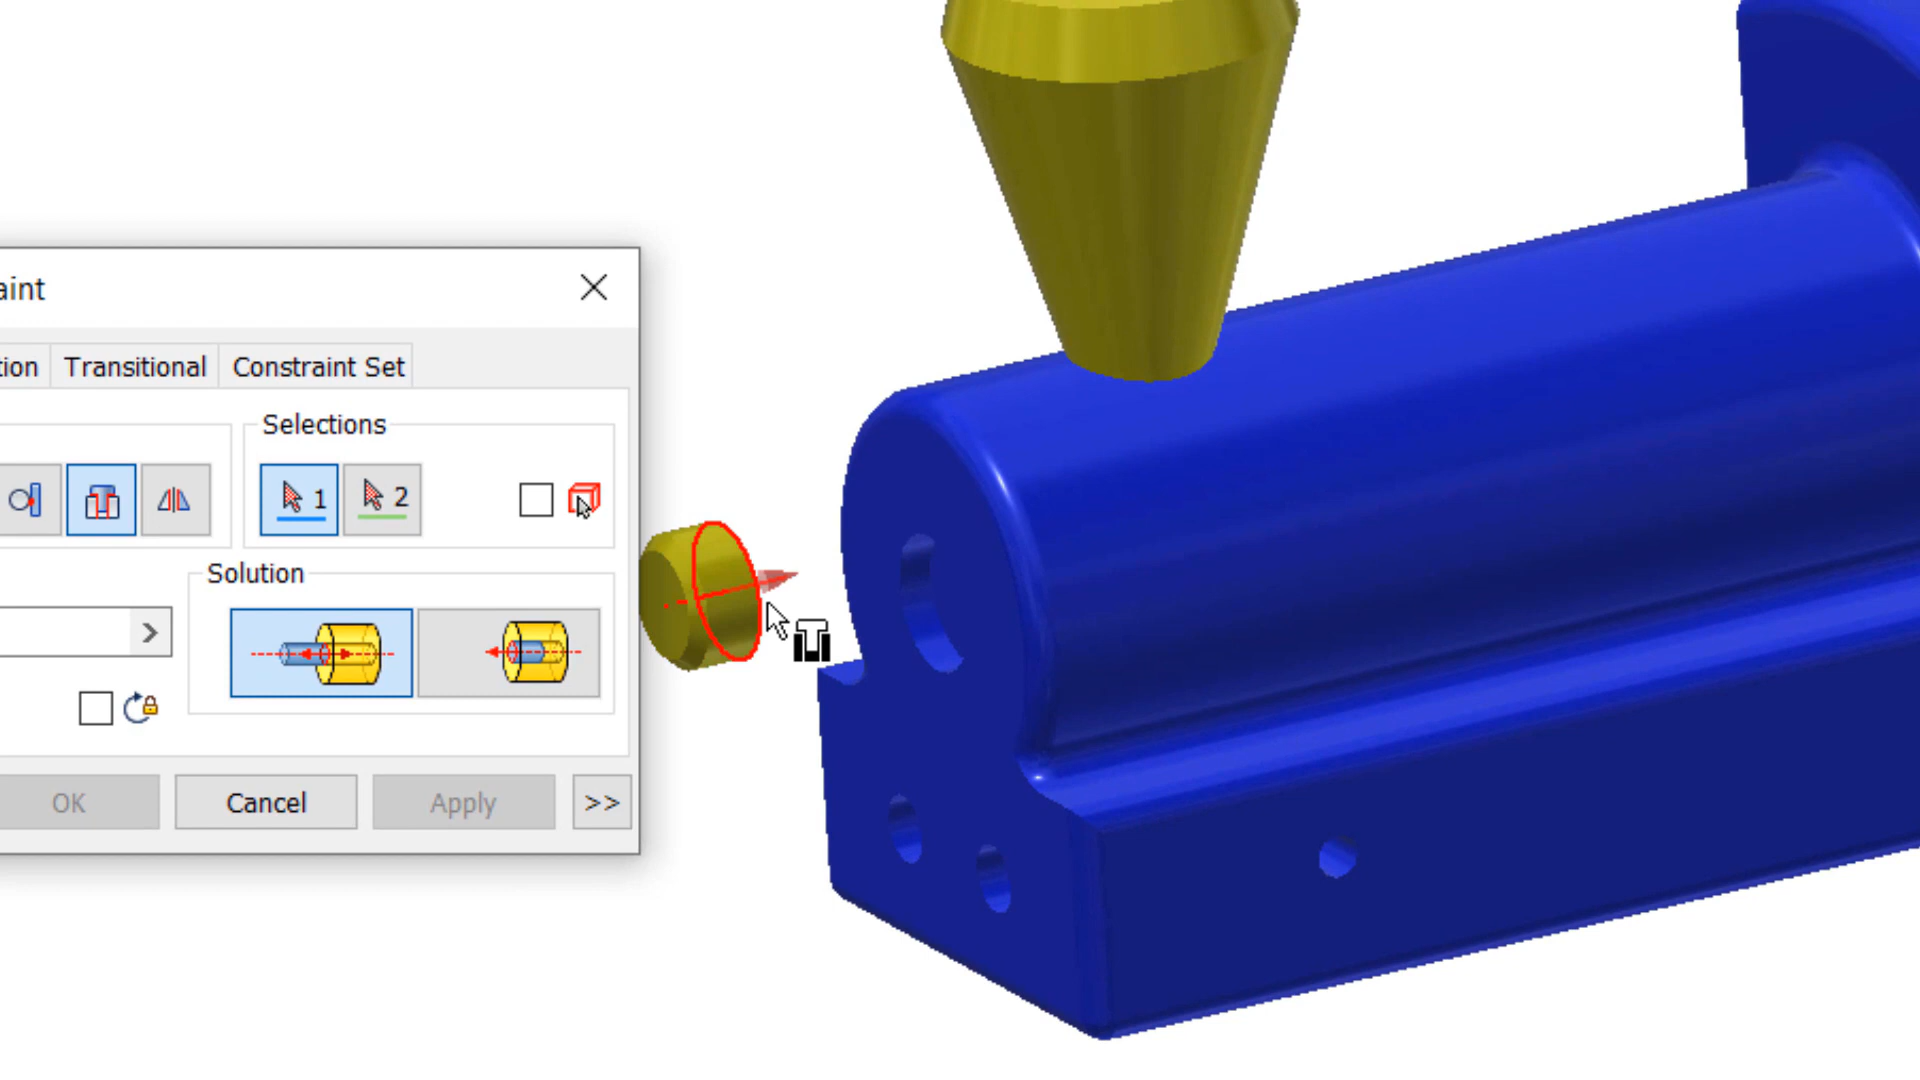 aint
tion Transitional Constraint Set
Selections
1 2
Solution
>
OK Cancel Apply >>